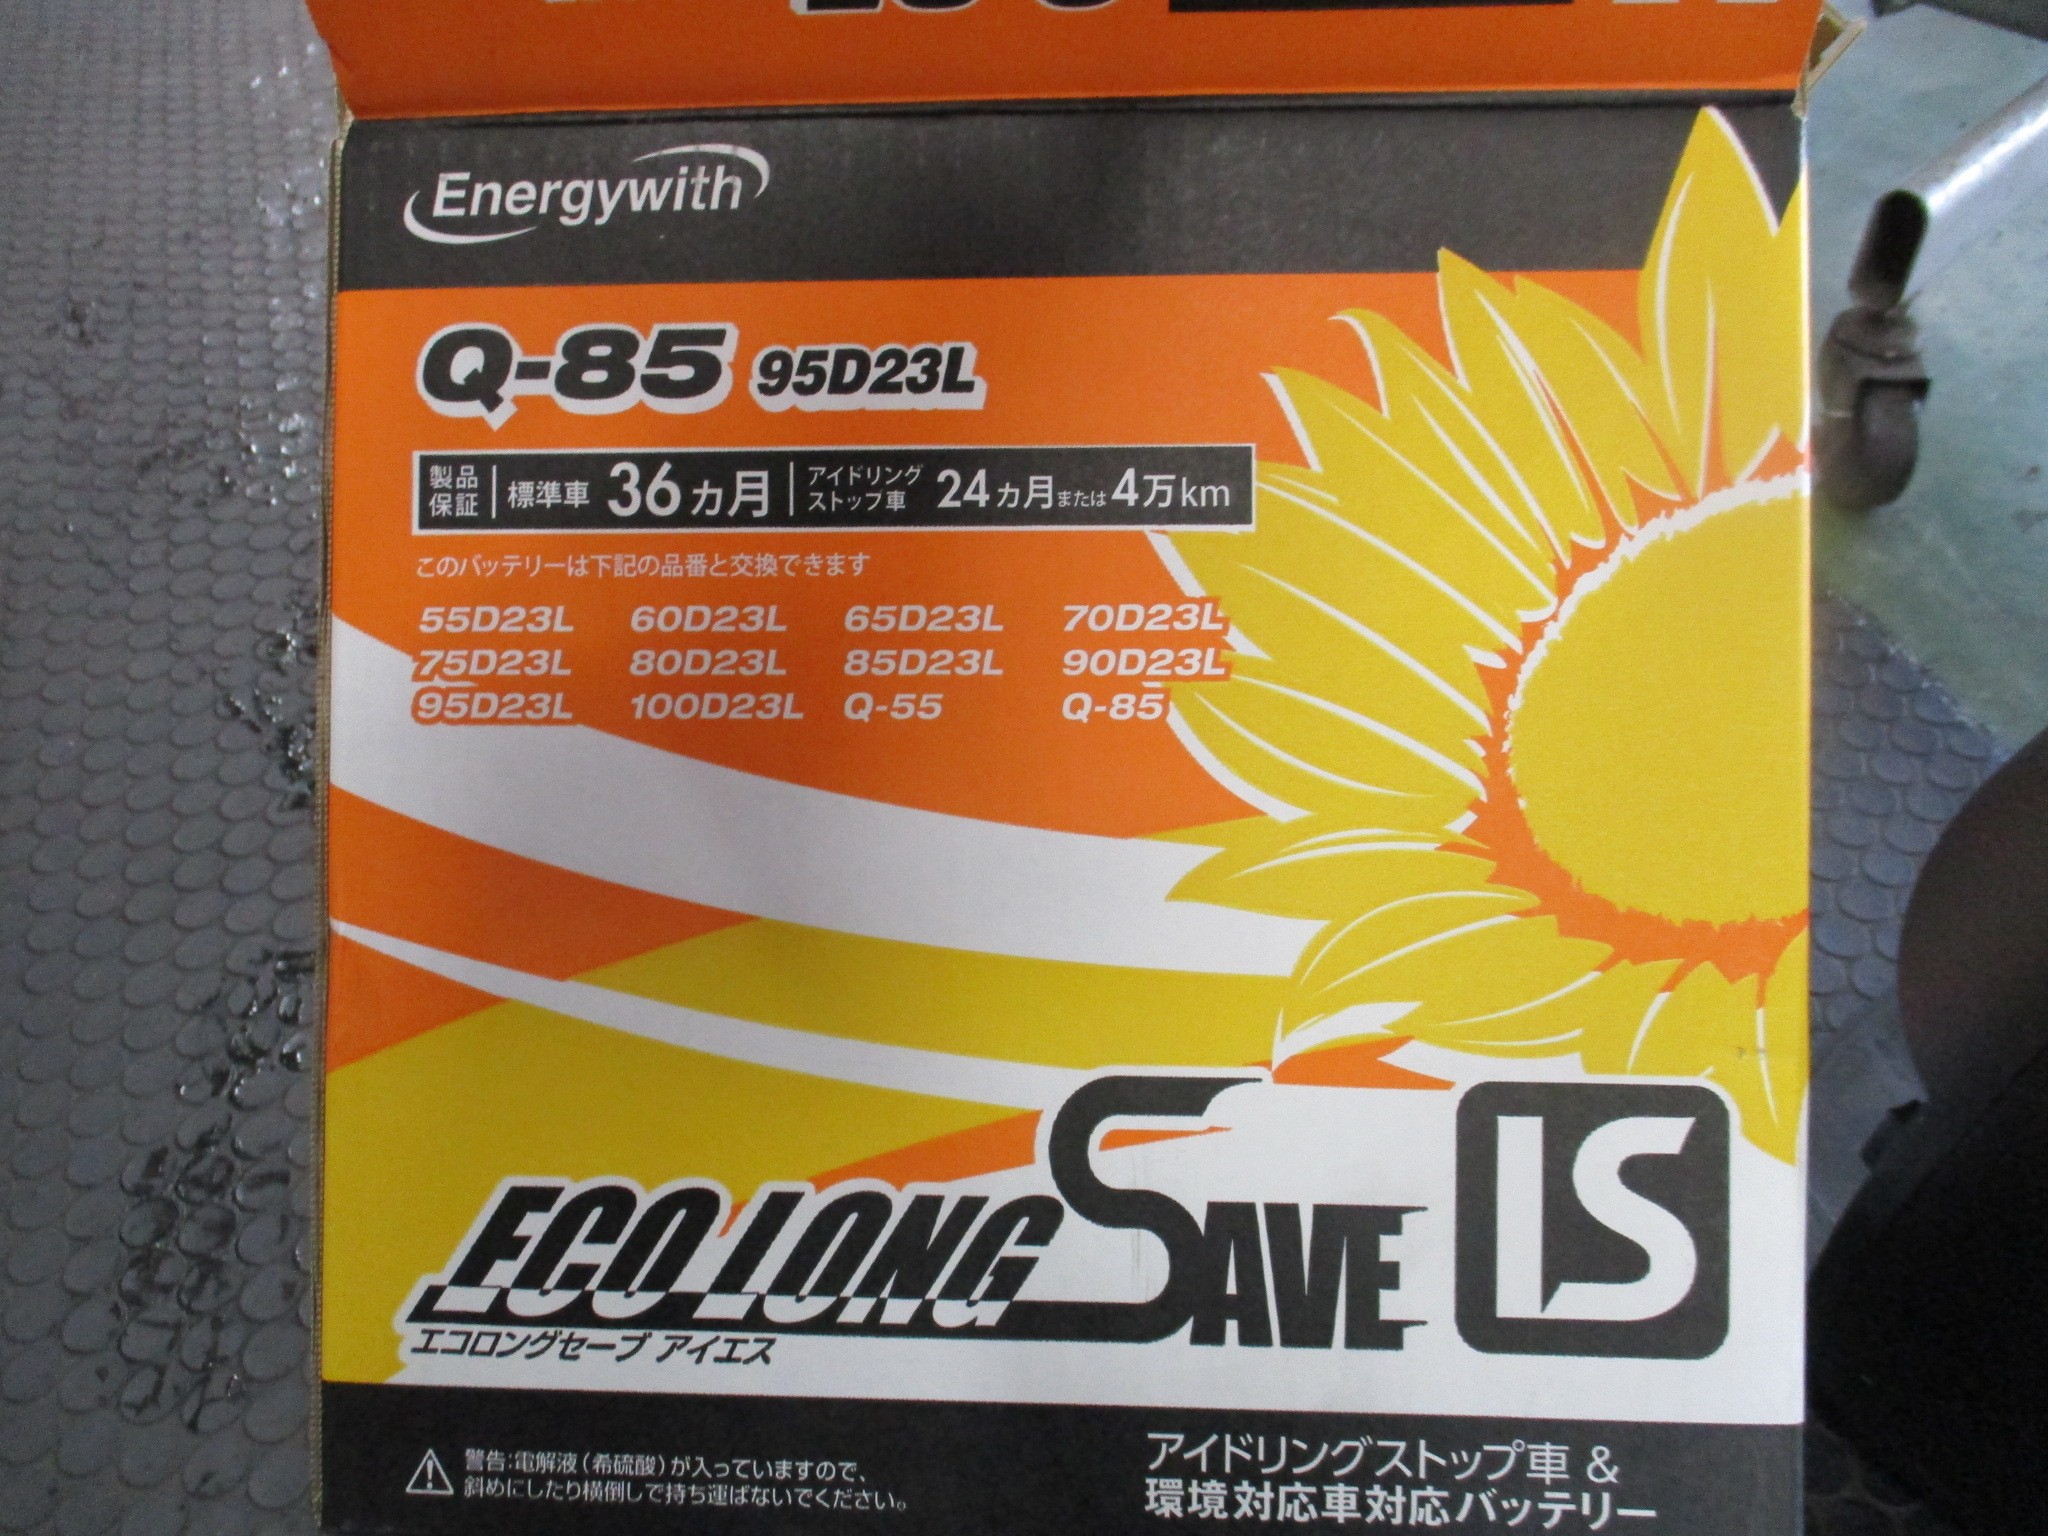 Energywith
Q-85 95D23L
製品保証 標準車 36ヵ月 アイドリングストップ車 24ヵ月または4万km
このバッテリーは下記の品番と交換できます
55D23L 60D23L 65D23L 70D23L
75D23L 80D23L 85D23L 90D23L
95D23L 100D23L Q-55 Q-85
ECO LONG SAVE IS
エコロングセーブ アイエス
警告:電解液(希硫酸)が入っていますので、
斜めにしたり横倒しで持ち運ばないでください。
アイドリングストップ車 &
環境対応車対応バッテリー